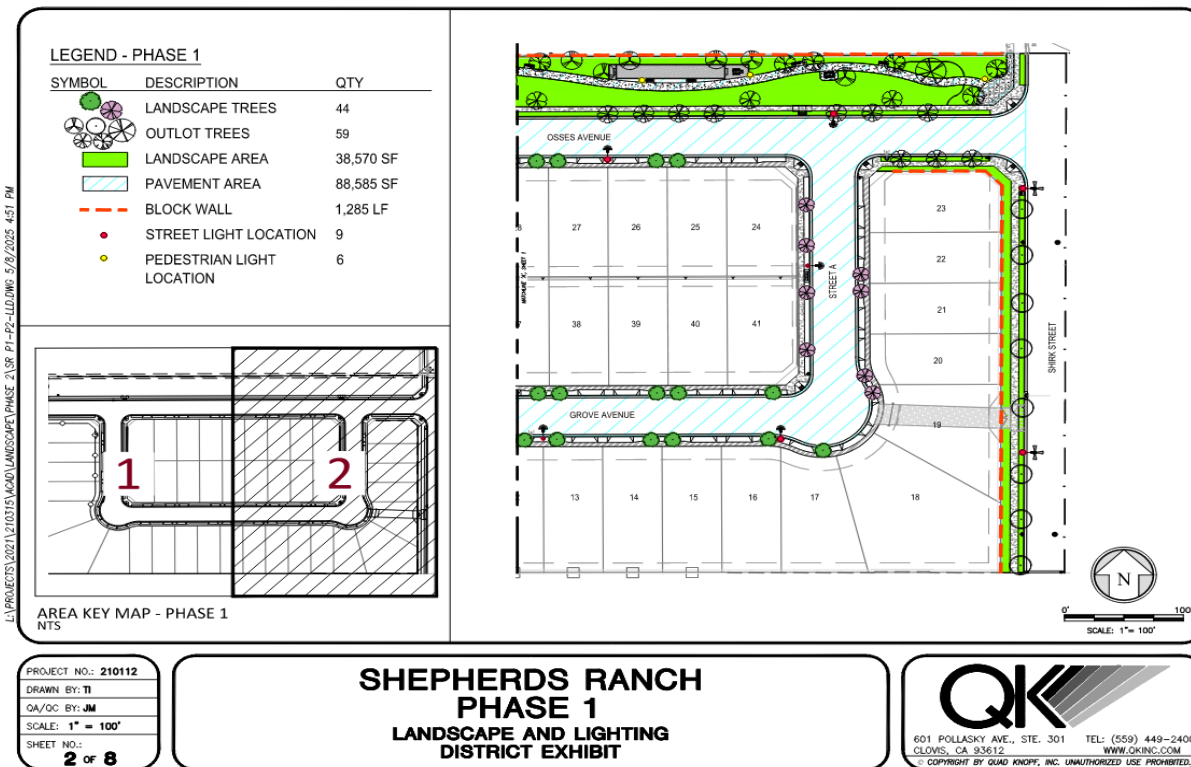 LEGEND - PHASE 1
SYMBOL DESCRIPTION QTY
LANDSCAPE TREES 44
OUTLOT TREES 59
LANDSCAPE AREA 38,570 SF
PAVEMENT AREA 88,585 SF
BLOCK WALL 1,285 LF
STREET LIGHT LOCATION 9
PEDESTRIAN LIGHT LOCATION 6
1
2
AREA KEY MAP - PHASE 1
NTS
L:\PROJECTS\2021\210315\ACAD\LANDSCAPE\PHASE 2\SR P1-P2-LLD.DWG 5/8/2025 4:51 PM
OSSES AVENUE
27
26
25
24
23
22
21
20
19
38
39
40
41
STREET A
SHIRK STREET
GROVE AVENUE
13
14
15
16
17
18
N
0' 100'
SCALE: 1"= 100'
PROJECT NO.: 210112
DRAWN BY: TI
QA/QC BY: JM
SCALE: 1" = 100'
SHEET NO.:
2 OF 8
SHEPHERDS RANCH
PHASE 1
LANDSCAPE AND LIGHTING
DISTRICT EXHIBIT
QK
601 POLLASKY AVE., STE. 301 TEL: (559) 449-2400
CLOVIS, CA 93612 WWW.QKINC.COM
© COPYRIGHT BY QUAD KNOPF, INC. UNAUTHORIZED USE PROHIBITED.